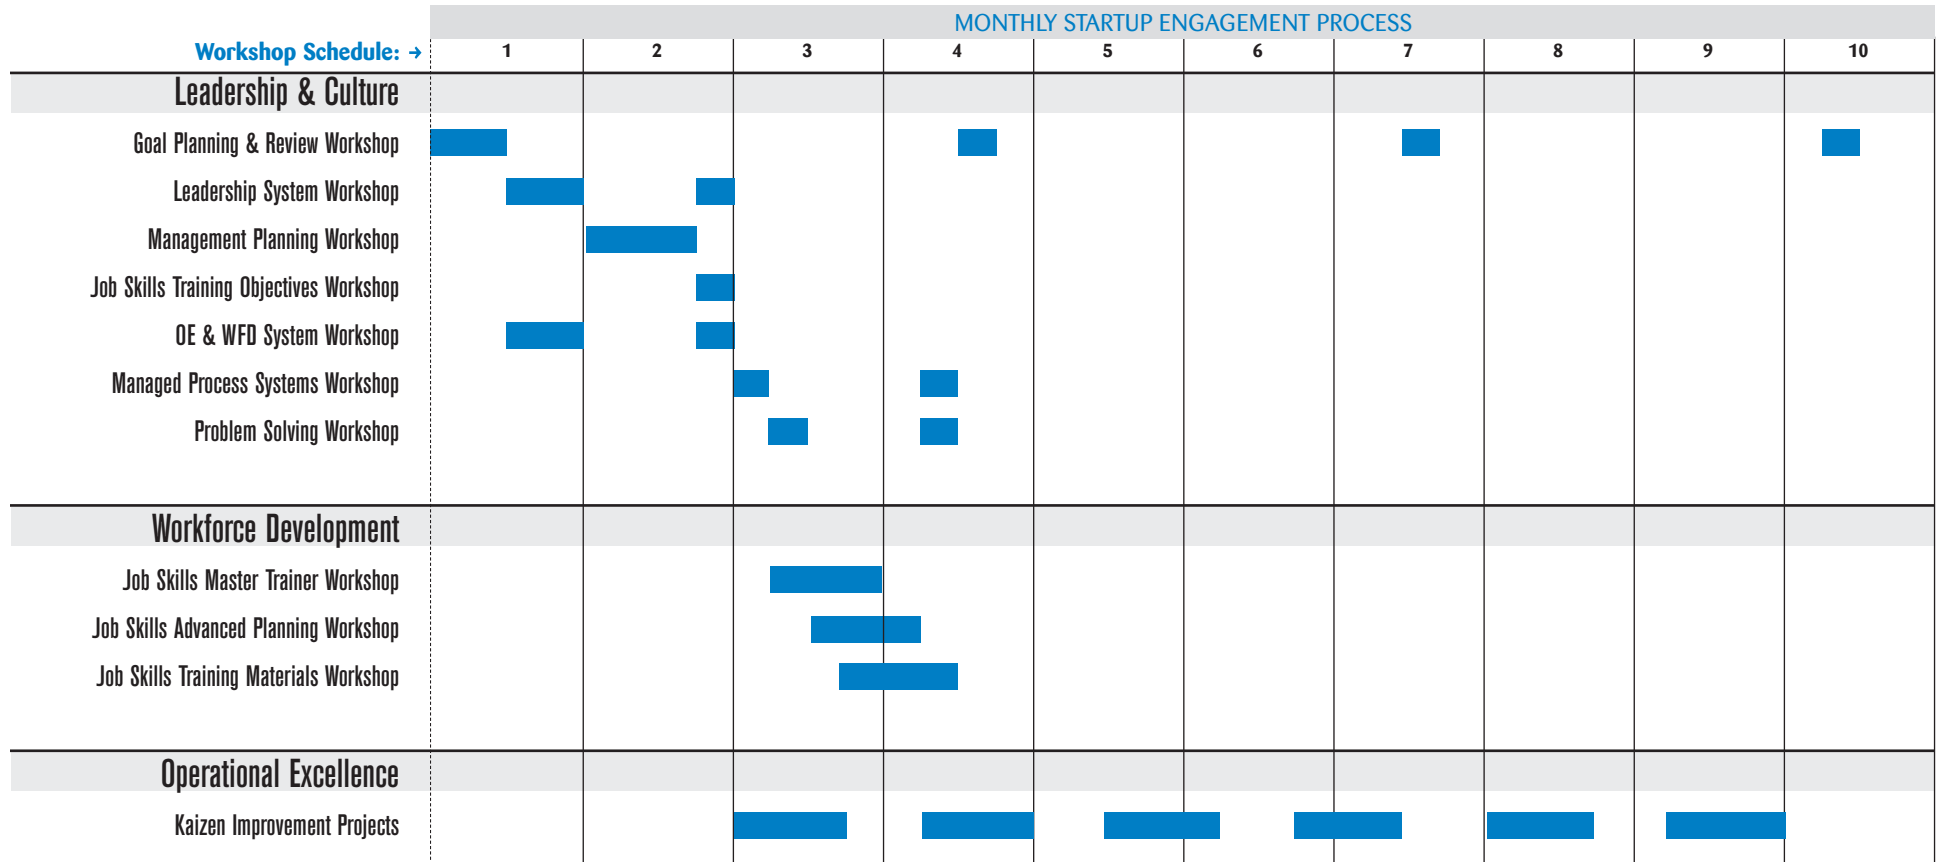 MONTHLY STARTUP ENGAGEMENT PROCESS
Workshop Schedule: → 1 2 3 4 5 6 7 8 9 10
Leadership & Culture
Goal Planning & Review Workshop
Leadership System Workshop
Management Planning Workshop
Job Skills Training Objectives Workshop
OE & WFD System Workshop
Managed Process Systems Workshop
Problem Solving Workshop
Workforce Development
Job Skills Master Trainer Workshop
Job Skills Advanced Planning Workshop
Job Skills Training Materials Workshop
Operational Excellence
Kaizen Improvement Projects